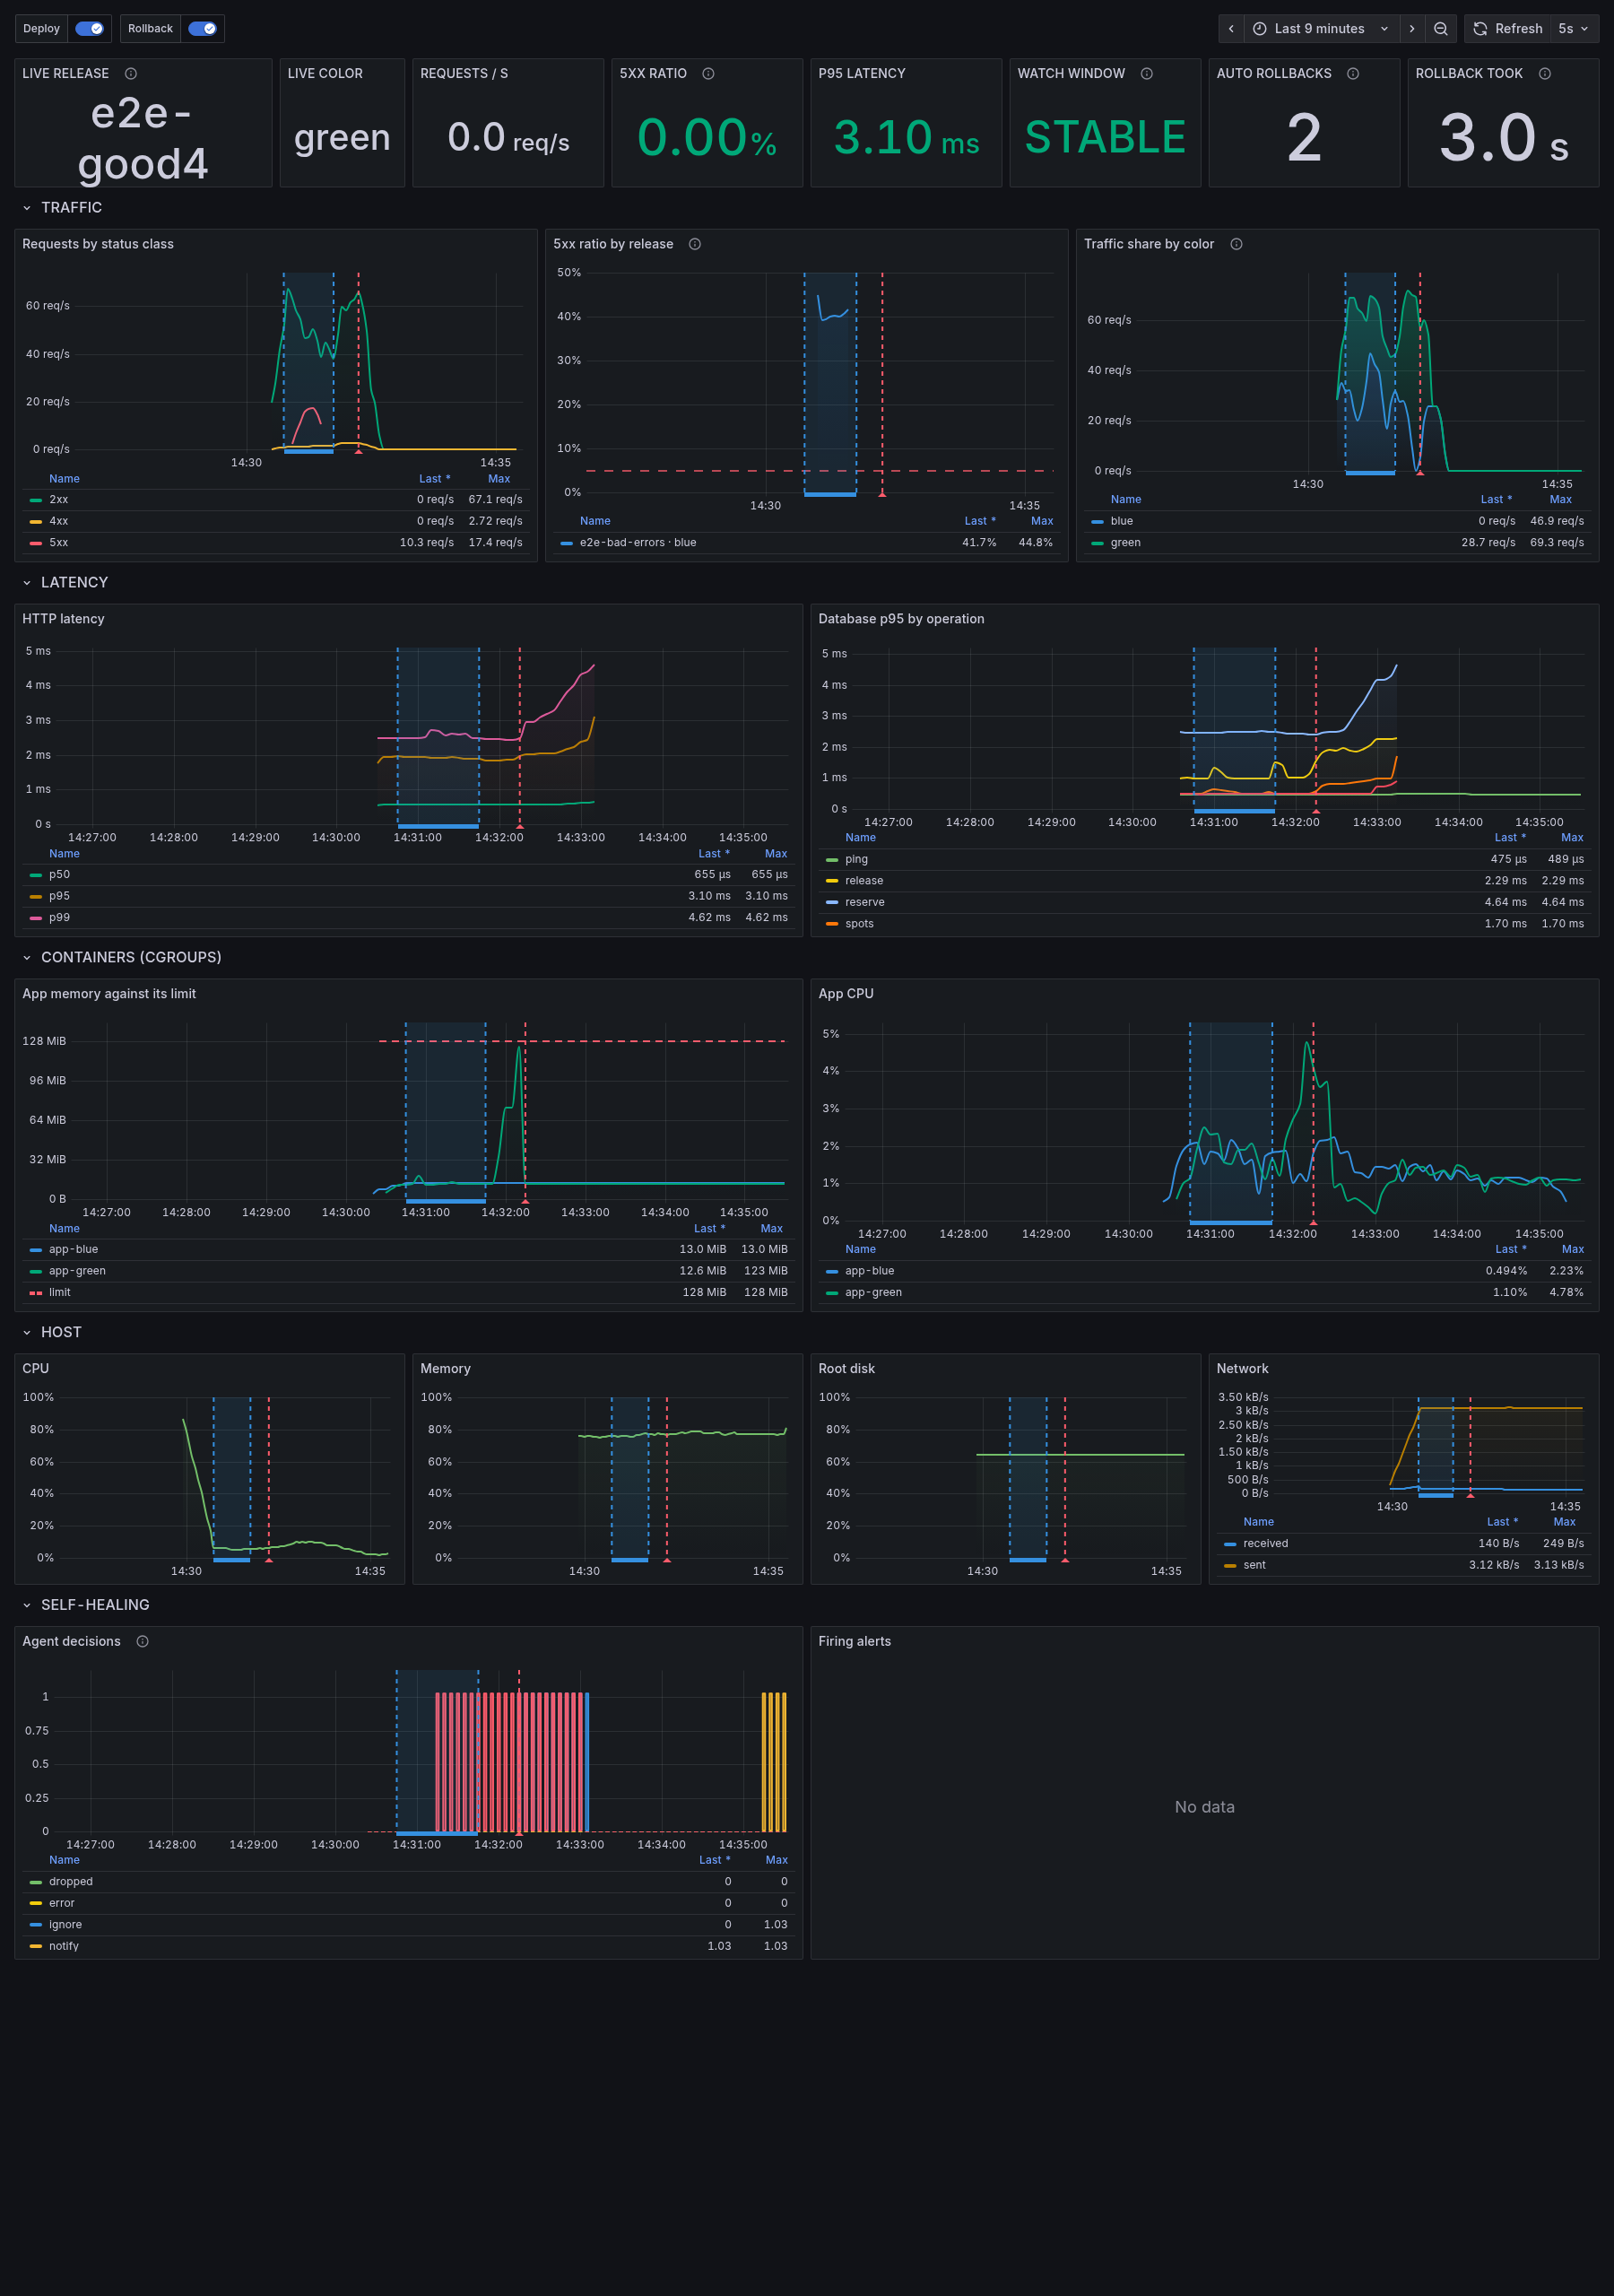 Deploy
Rollback
Last 9 minutes
Refresh
5s
LIVE RELEASE
e2e-
good4
LIVE COLOR
green
REQUESTS / S
0.0 req/s
5XX RATIO
0.00%
P95 LATENCY
3.10 ms
WATCH WINDOW
STABLE
AUTO ROLLBACKS
2
ROLLBACK TOOK
3.0 s
TRAFFIC
Requests by status class
60 req/s
40 req/s
20 req/s
0 req/s
14:30 14:35
Name Last * Max
2xx 0 req/s 67.1 req/s
4xx 0 req/s 2.72 req/s
5xx 10.3 req/s 17.4 req/s
5xx ratio by release
50%
40%
30%
20%
10%
0%
14:30 14:35
Name Last * Max
e2e-bad-errors · blue 41.7% 44.8%
Traffic share by color
60 req/s
40 req/s
20 req/s
0 req/s
14:30 14:35
Name Last * Max
blue 0 req/s 46.9 req/s
green 28.7 req/s 69.3 req/s
LATENCY
HTTP latency
5 ms
4 ms
3 ms
2 ms
1 ms
0 s
14:27:00 14:28:00 14:29:00 14:30:00 14:31:00 14:32:00 14:33:00 14:34:00 14:35:00
Name Last * Max
p50 655 µs 655 µs
p95 3.10 ms 3.10 ms
p99 4.62 ms 4.62 ms
Database p95 by operation
5 ms
4 ms
3 ms
2 ms
1 ms
0 s
14:27:00 14:28:00 14:29:00 14:30:00 14:31:00 14:32:00 14:33:00 14:34:00 14:35:00
Name Last * Max
ping 475 µs 489 µs
release 2.29 ms 2.29 ms
reserve 4.64 ms 4.64 ms
spots 1.70 ms 1.70 ms
CONTAINERS (CGROUPS)
App memory against its limit
128 MiB
96 MiB
64 MiB
32 MiB
0 B
14:27:00 14:28:00 14:29:00 14:30:00 14:31:00 14:32:00 14:33:00 14:34:00 14:35:00
Name Last * Max
app-blue 13.0 MiB 13.0 MiB
app-green 12.6 MiB 123 MiB
limit 128 MiB 128 MiB
App CPU
5%
4%
3%
2%
1%
0%
14:27:00 14:28:00 14:29:00 14:30:00 14:31:00 14:32:00 14:33:00 14:34:00 14:35:00
Name Last * Max
app-blue 0.494% 2.23%
app-green 1.10% 4.78%
HOST
CPU
100%
80%
60%
40%
20%
0%
14:30 14:35
Memory
100%
80%
60%
40%
20%
0%
14:30 14:35
Root disk
100%
80%
60%
40%
20%
0%
14:30 14:35
Network
3.50 kB/s
3 kB/s
2.50 kB/s
2 kB/s
1.50 kB/s
1 kB/s
500 B/s
0 B/s
14:30 14:35
Name Last * Max
received 140 B/s 249 B/s
sent 3.12 kB/s 3.13 kB/s
SELF-HEALING
Agent decisions
1
0.75
0.5
0.25
0
14:27:00 14:28:00 14:29:00 14:30:00 14:31:00 14:32:00 14:33:00 14:34:00 14:35:00
Name Last * Max
dropped 0 0
error 0 0
ignore 0 1.03
notify 1.03 1.03
Firing alerts
No data